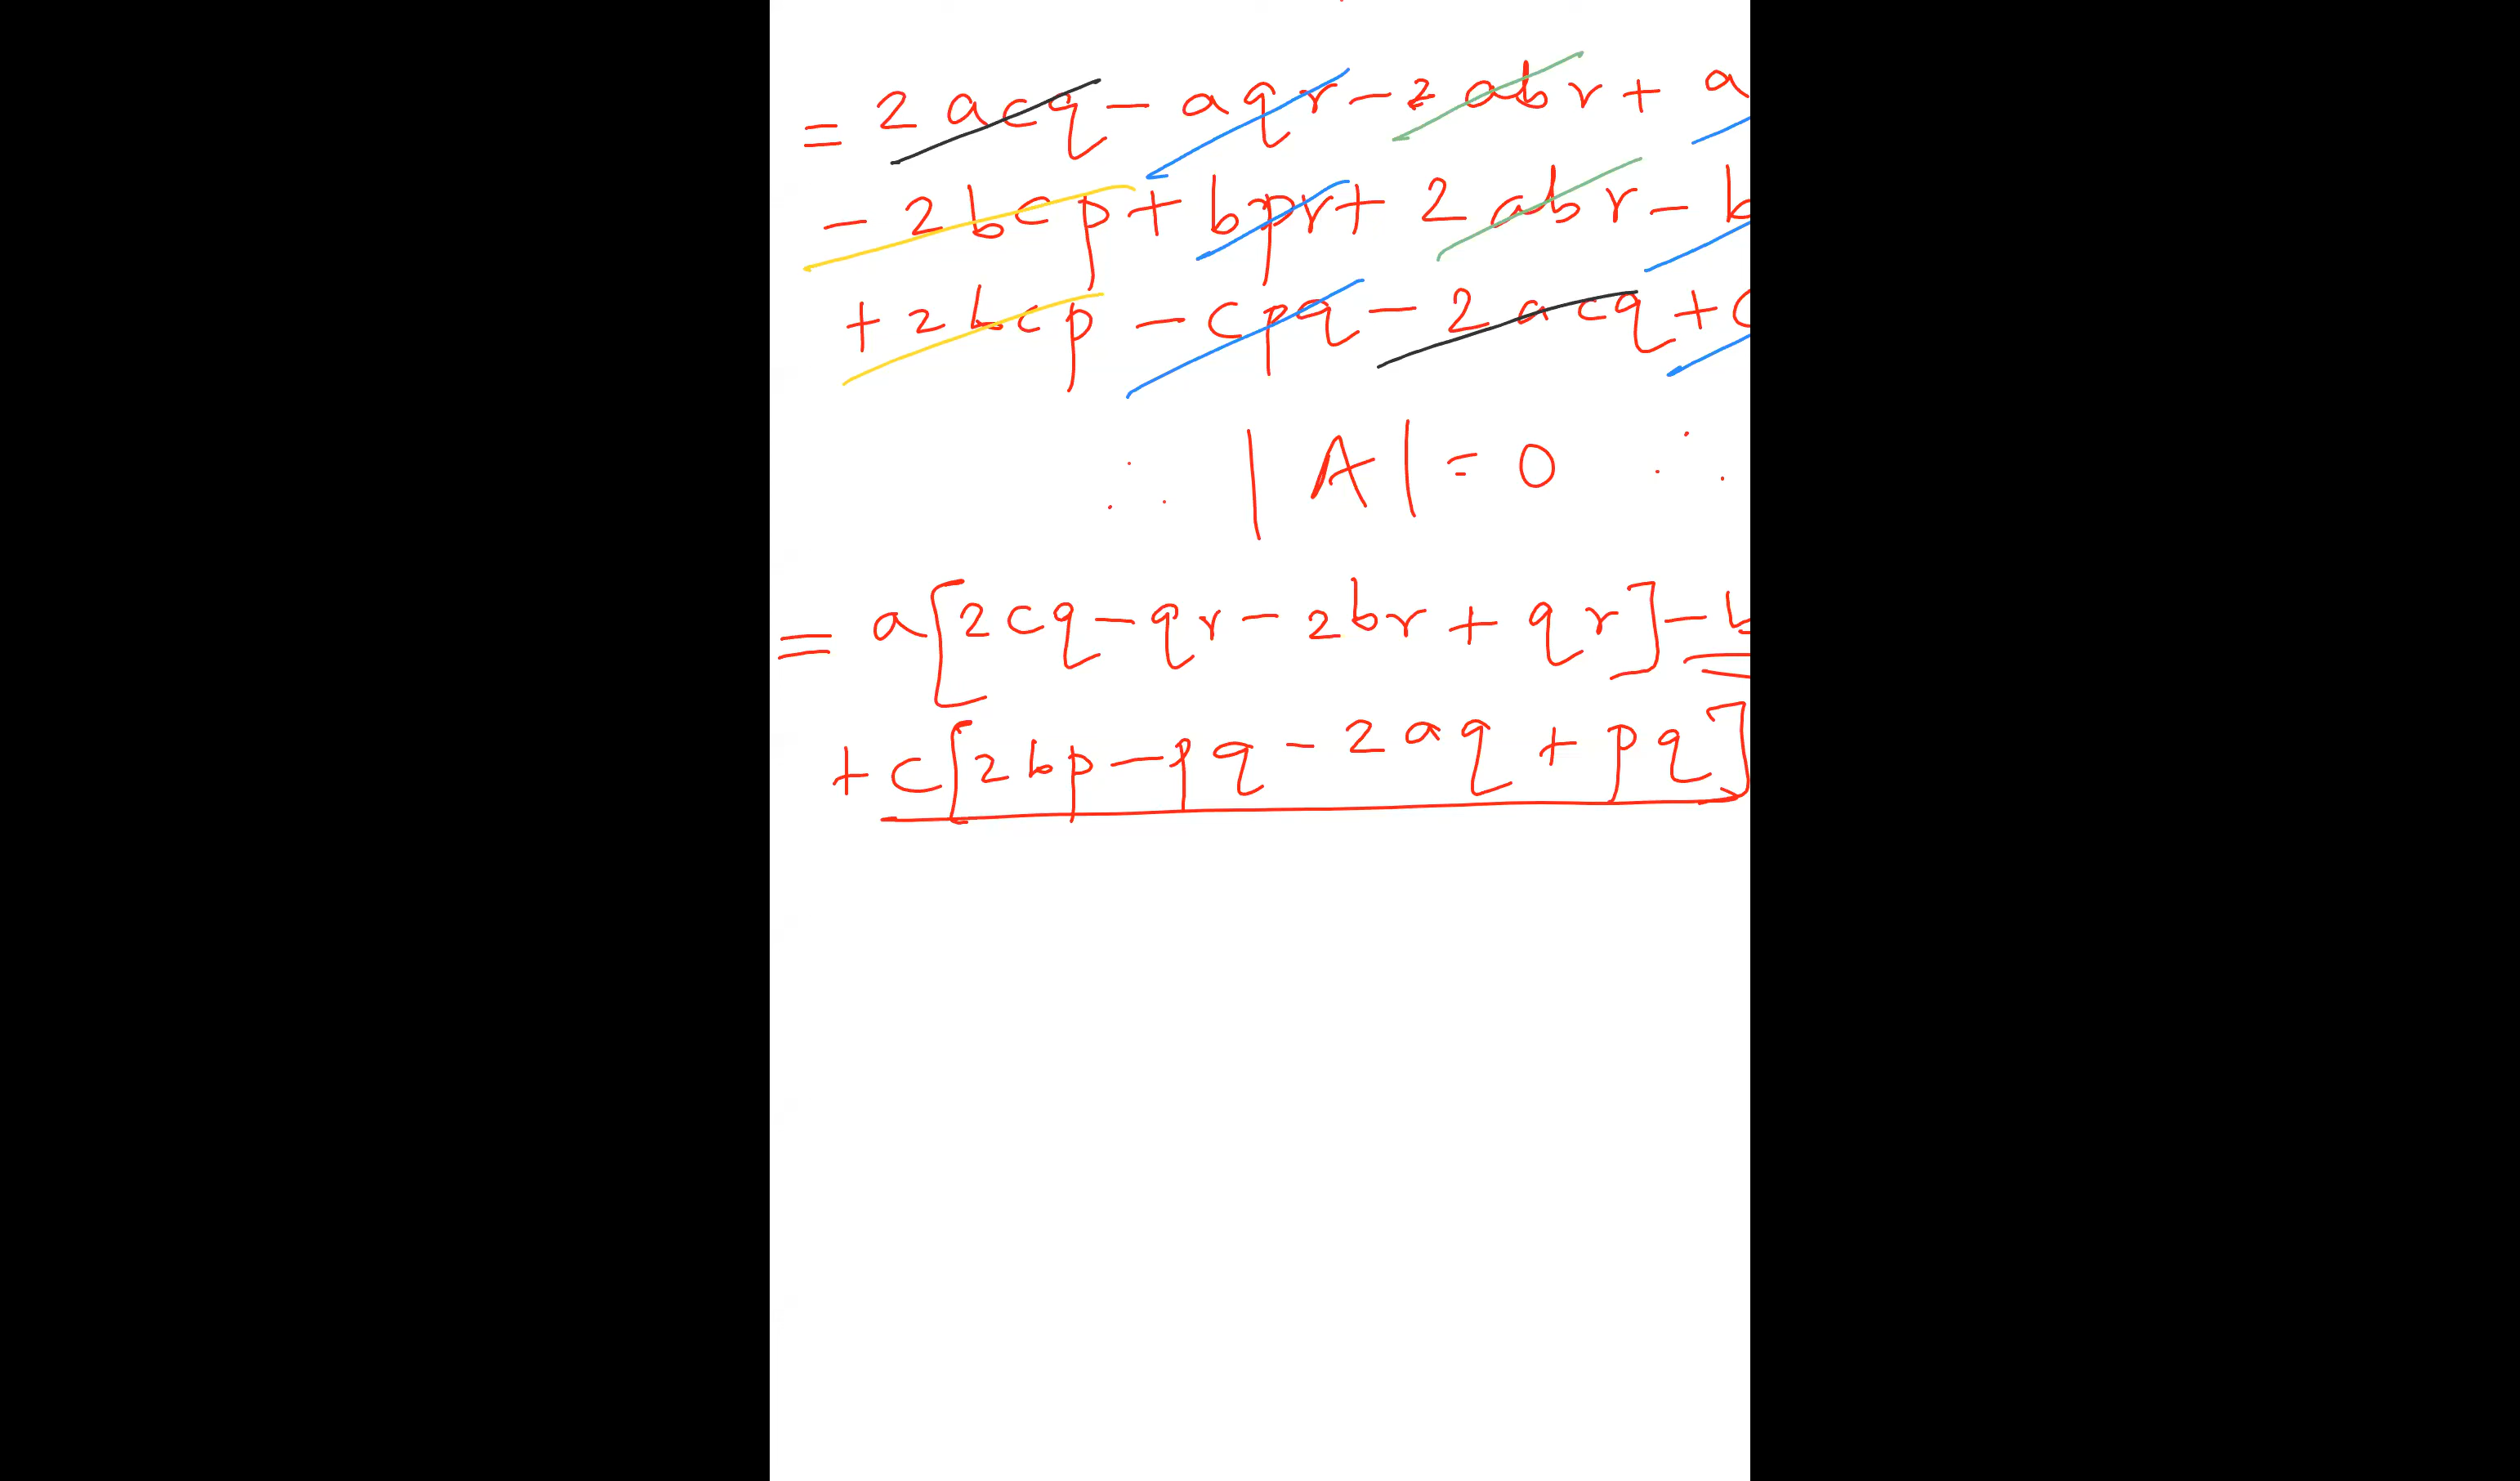 = 2acq - aqr - 2abr + a
- 2bcp + bpr + 2abr - b
+ 2bcp - cpq - 2acq + c
∴ |A| = 0 ∴
= a[2cq - qr - 2br + qr] - b
+ c[2bp - pq - 2aq + pq]